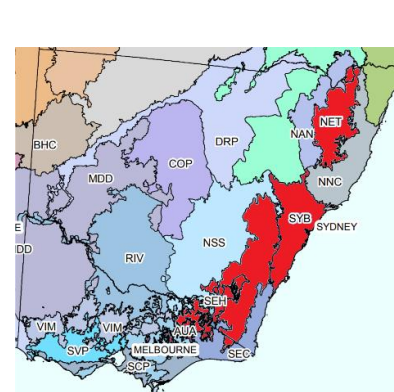 NET
NAN
DRP
BHC
COP
MDD
NNC
SYB
SYDNEY
NSS
E
DD
RIV
SEH
VIM
VIM
AUA
SVP
MELBOURNE
SEC
SCP